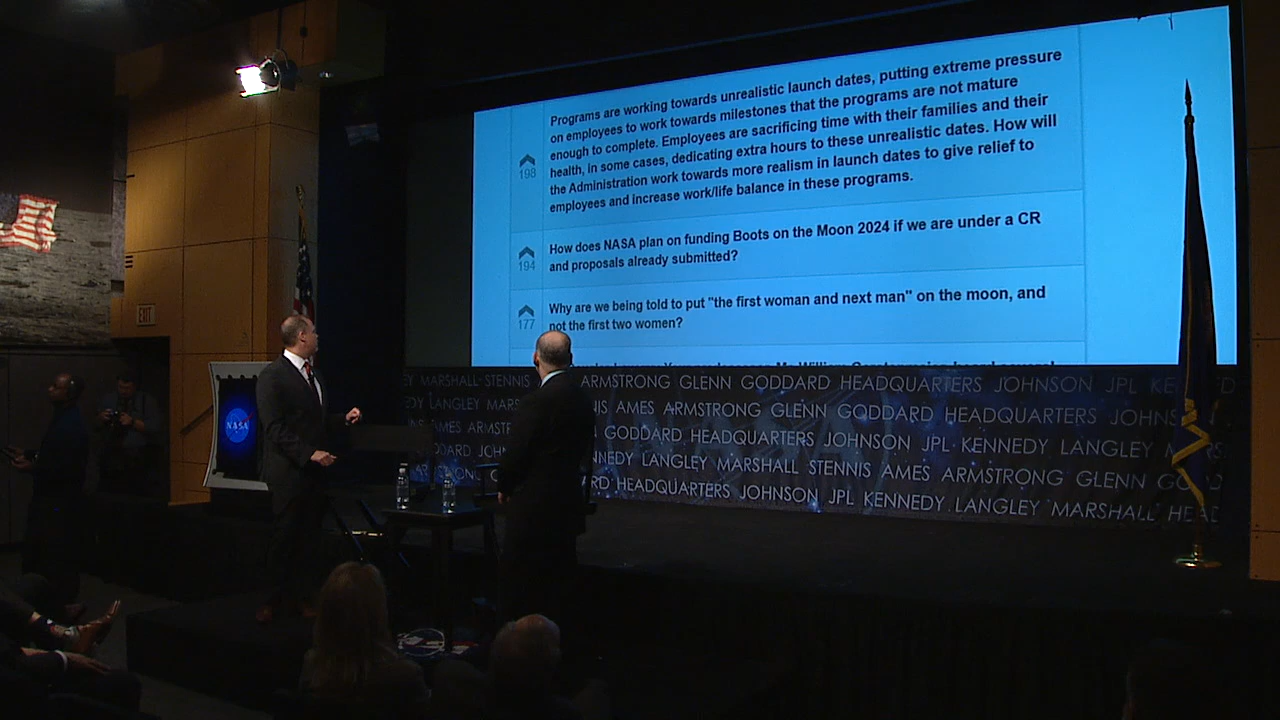 Programs are working towards unrealistic launch dates, putting extreme pressure
on employees to work towards milestones that the programs are not mature
enough to complete. Employees are sacrificing time with their families and their
health, in some cases, dedicating extra hours to these unrealistic dates. How will
the Administration work towards more realism in launch dates to give relief to
employees and increase work/life balance in these programs.
198
How does NASA plan on funding Boots on the Moon 2024 if we are under a CR
and proposals already submitted?
194
Why are we being told to put "the first woman and next man" on the moon, and
not the first two women?
177
EXIT
NASA
MARSHALL STENNIS ARMSTRONG GLENN GODDARD HEADQUARTERS JOHNSON JPL
LANGLEY AMES ARMSTRONG GLENN GODDARD HEADQUARTERS
AMES GODDARD HEADQUARTERS JOHNSON JPL KENNEDY LANGLEY
LANGLEY MARSHALL STENNIS AMES ARMSTRONG GLENN
HEADQUARTERS JOHNSON JPL KENNEDY LANGLEY MARSHALL